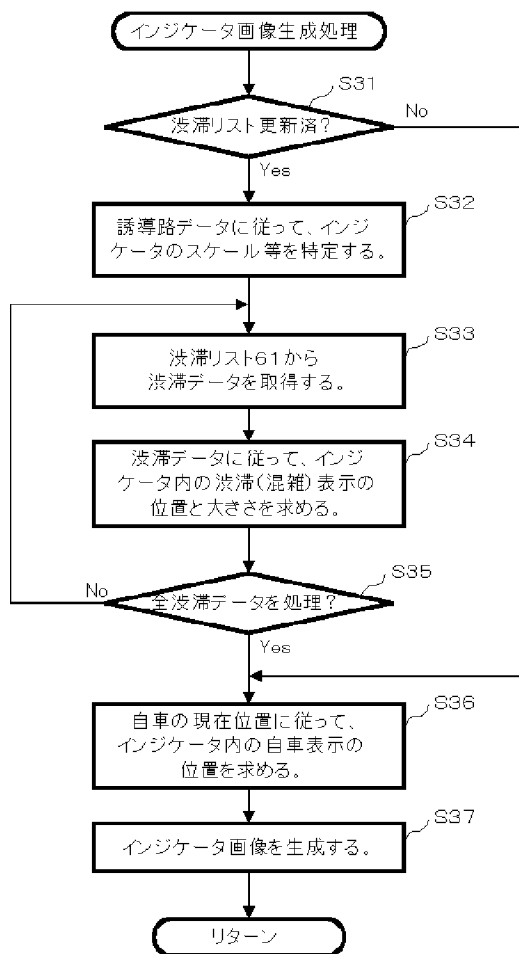 インジケータ画像生成処理
S31
渋滞リスト更新済?
No
Yes
S32
誘導路データに従って、インジ
ケータのスケール等を特定する。
S33
渋滞リスト61から
渋滞データを取得する。
S34
渋滞データに従って、インジ
ケータ内の渋滞(混雑)表示の
位置と大きさを求める。
S35
No
全渋滞データを処理?
Yes
S36
自車の現在位置に従って、
インジケータ内の自車表示の
位置を求める。
S37
インジケータ画像を生成する。
リターン